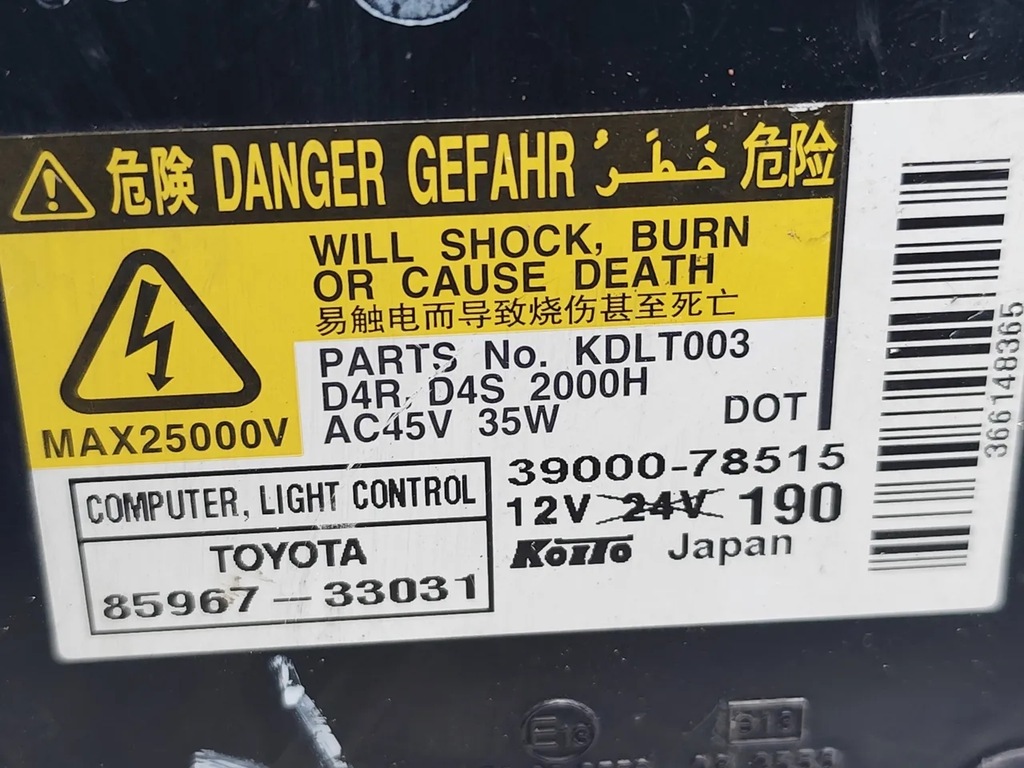 危険 DANGER GEFAHR خَطَرُ 危险
WILL SHOCK, BURN
OR CAUSE DEATH
易触电而导致烧伤甚至死亡
MAX25000V
PARTS No. KDLT003
D4R, D4S 2000H
AC45V 35W
DOT
39000-78515
12V 24V 190
KOITO Japan
COMPUTER, LIGHT CONTROL
TOYOTA
85967-33031
366148365
E13
e13